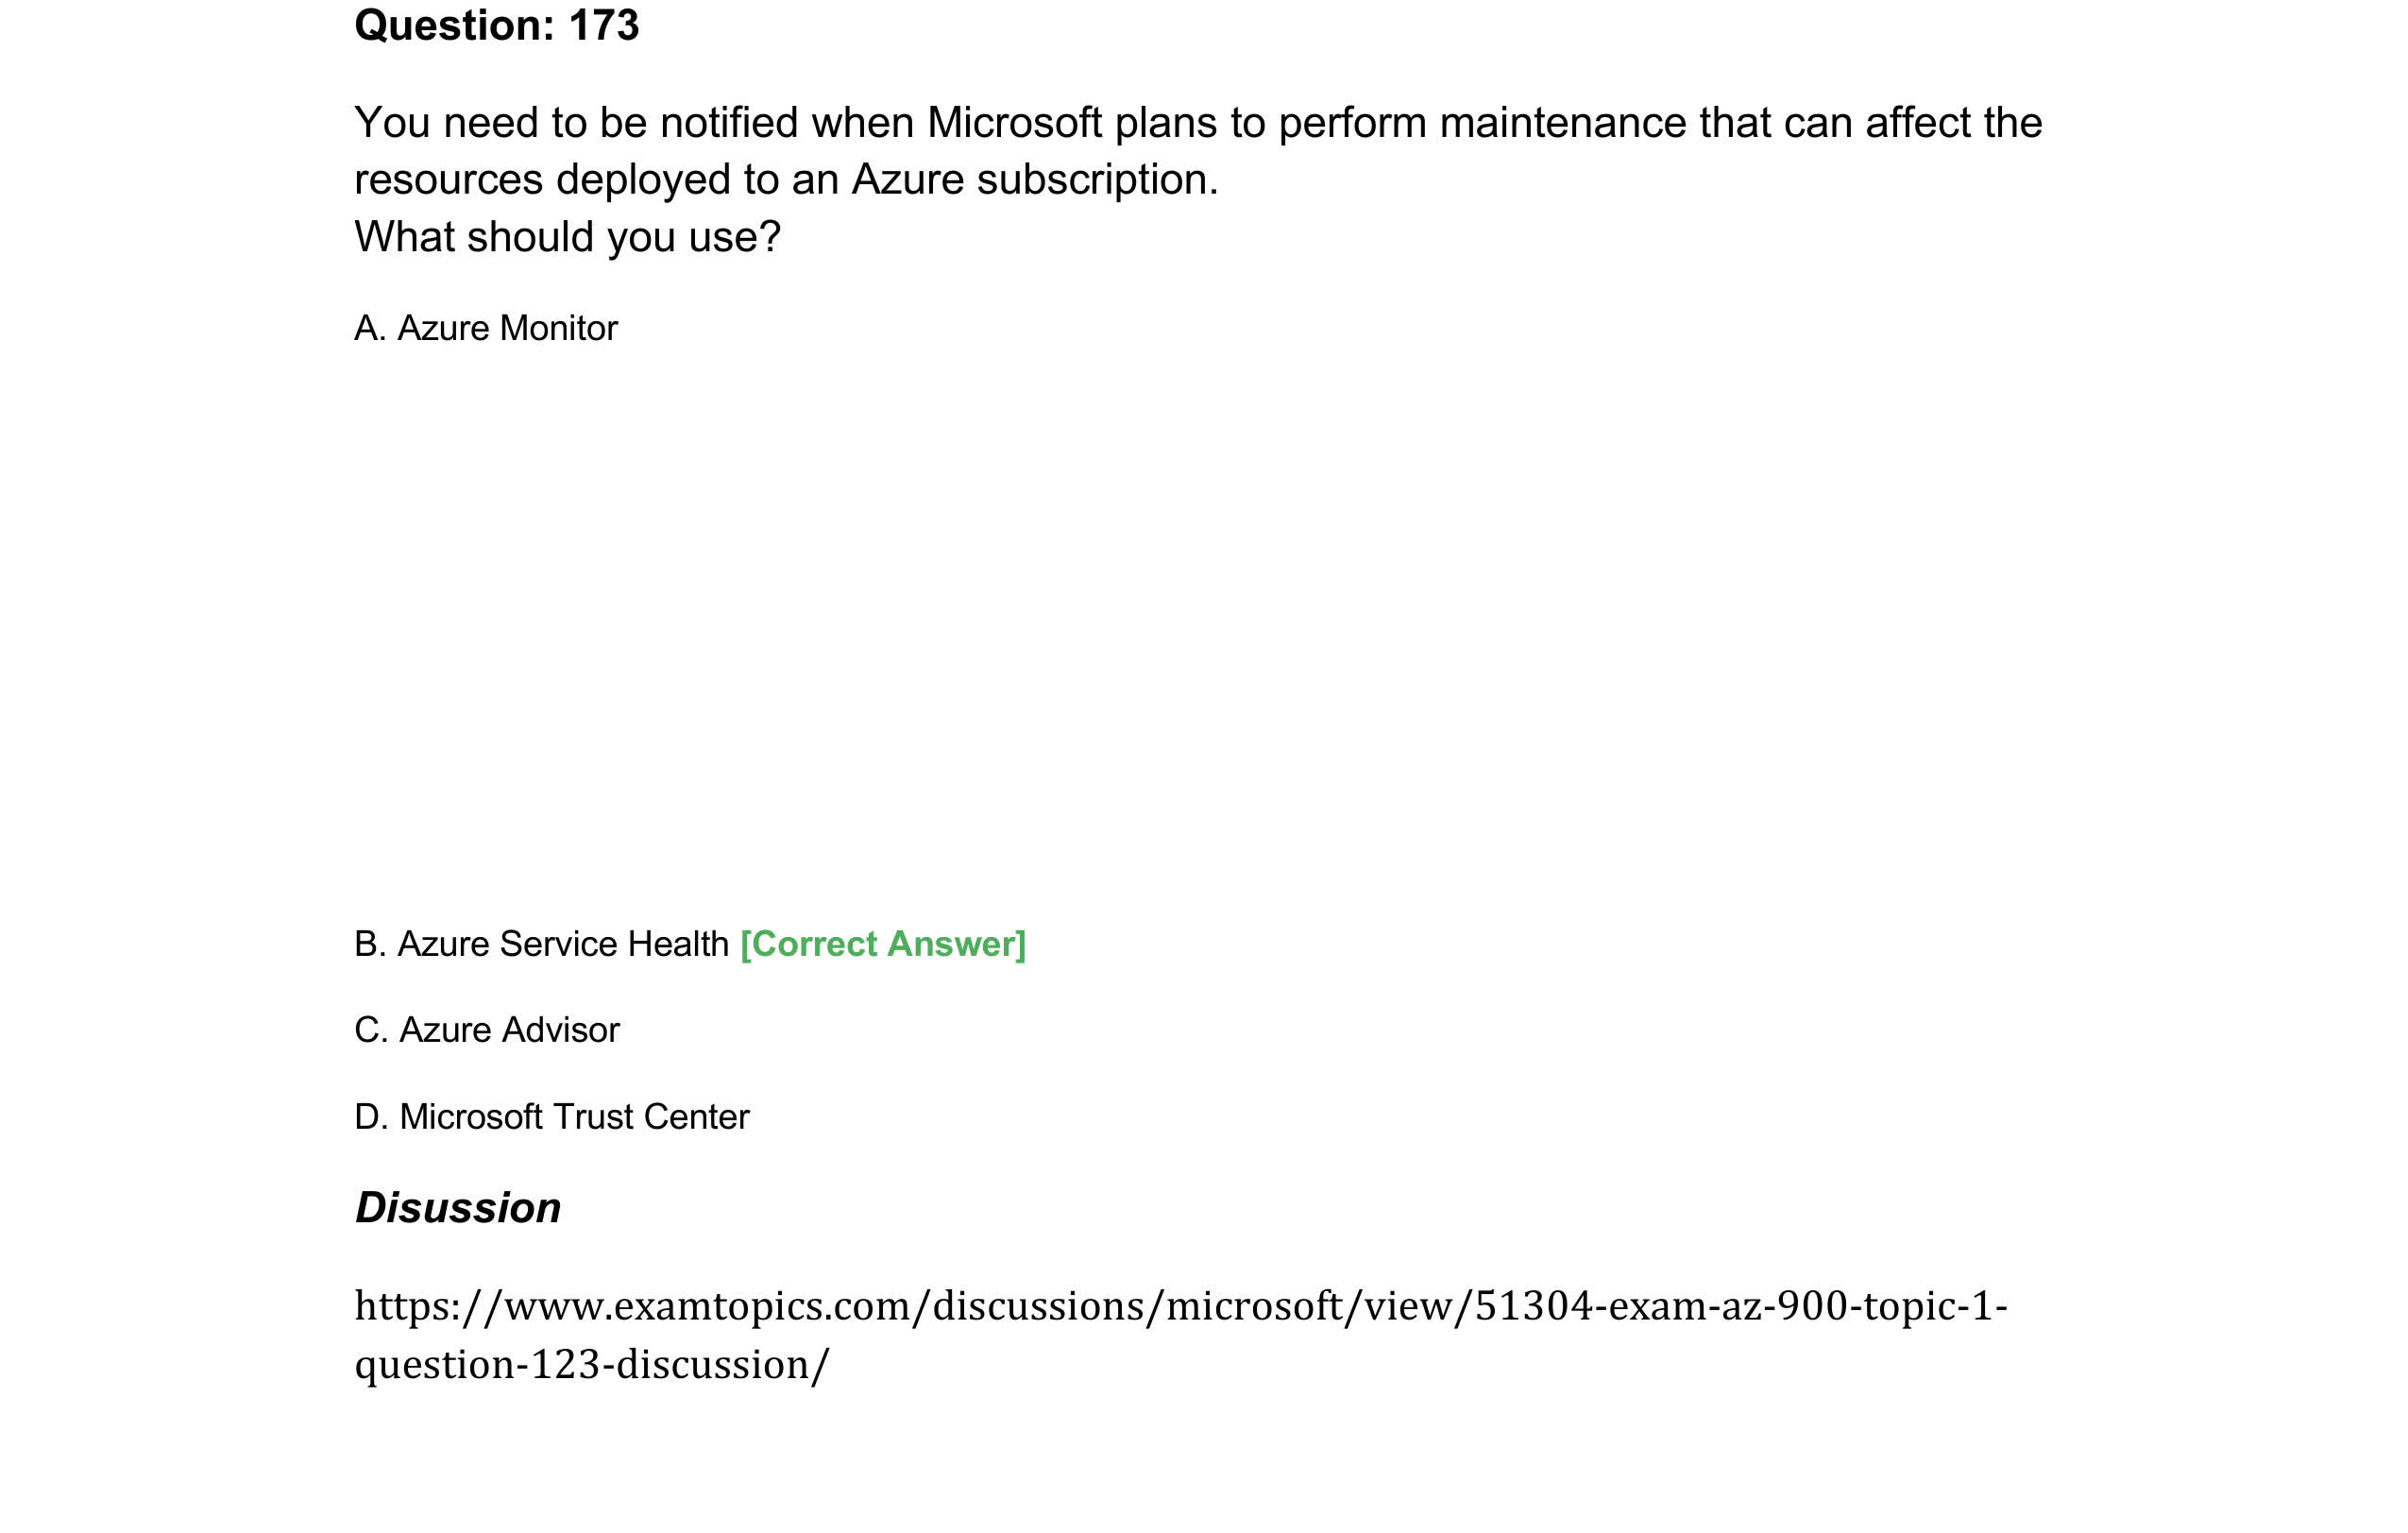 Question: 173
You need to be notified when Microsoft plans to perform maintenance that can affect the
resources deployed to an Azure subscription.
What should you use?
A. Azure Monitor
B. Azure Service Health [Correct Answer]
C. Azure Advisor
D. Microsoft Trust Center
Disussion
https://www.examtopics.com/discussions/microsoft/view/51304-exam-az-900-topic-1-
question-123-discussion/